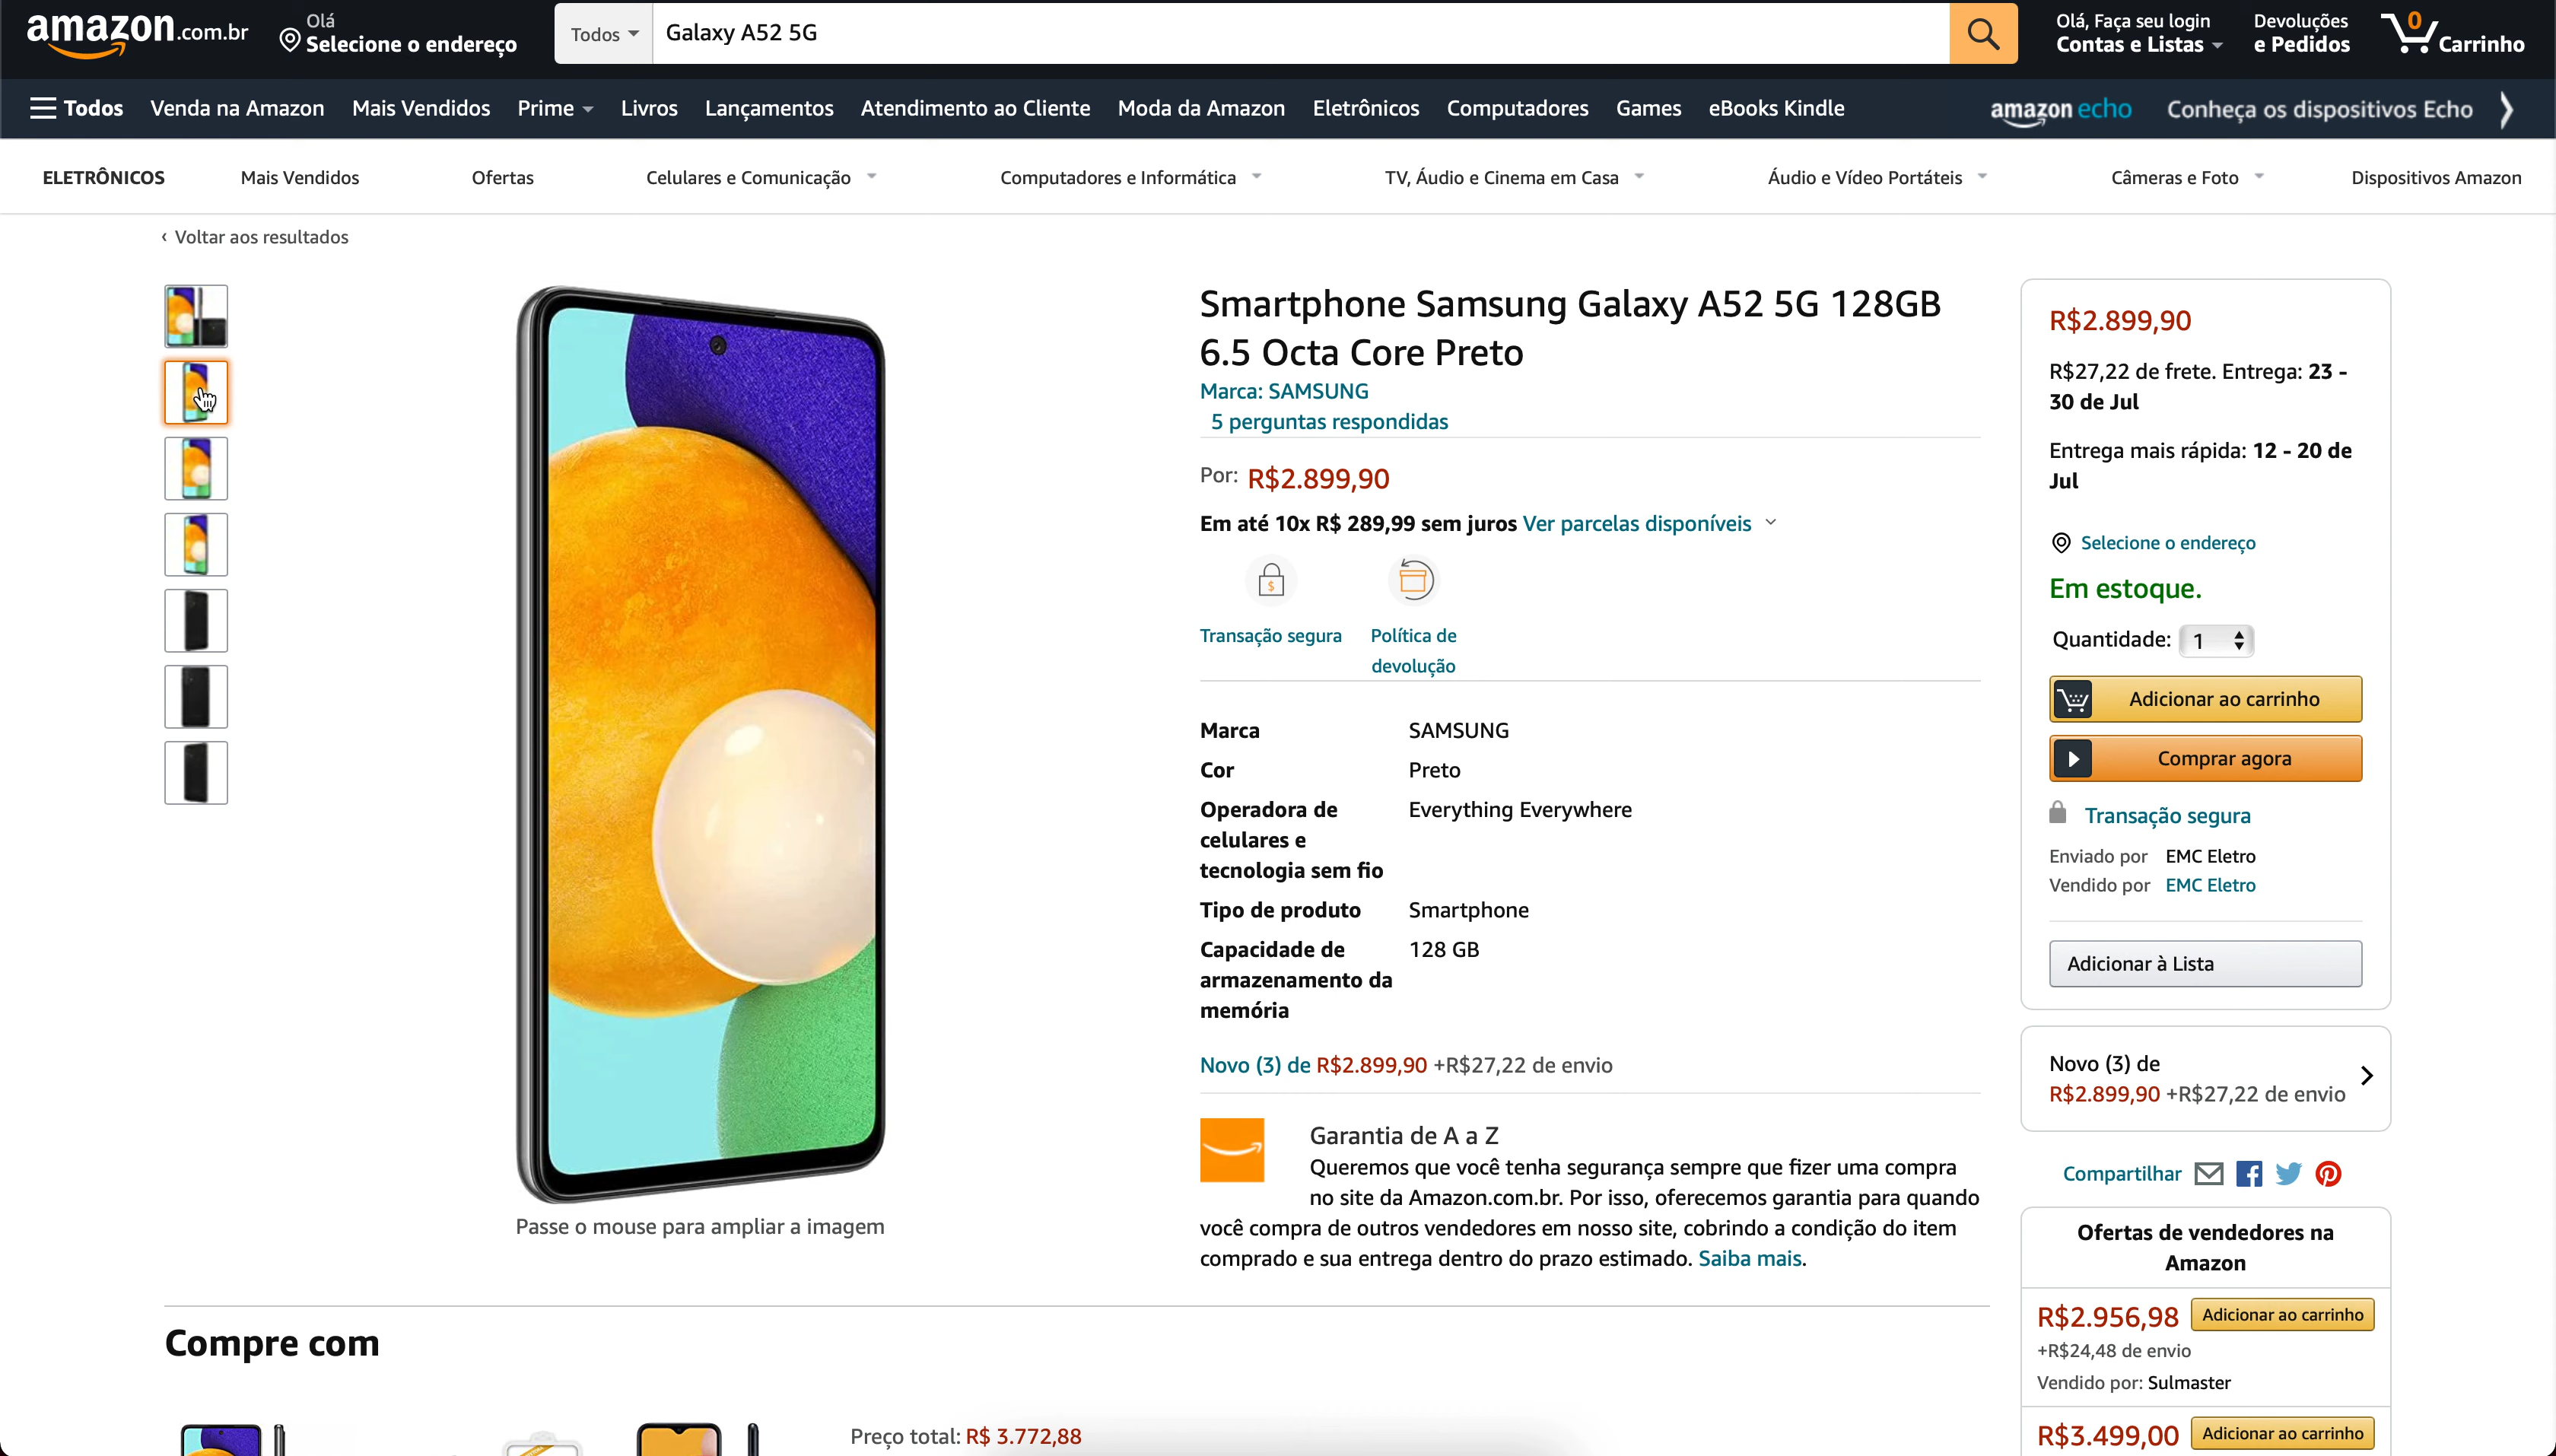 amazon.com.br
Olá
Selecione o endereço
Todos
Galaxy A52 5G
Olá, Faça seu login
Contas e Listas
Devoluções
e Pedidos
0
Carrinho
Todos
Venda na Amazon
Mais Vendidos
Prime
Livros
Lançamentos
Atendimento ao Cliente
Moda da Amazon
Eletrônicos
Computadores
Games
eBooks Kindle
amazon echo
Conheça os dispositivos Echo
ELETRÔNICOS
Mais Vendidos
Ofertas
Celulares e Comunicação
Computadores e Informática
TV, Áudio e Cinema em Casa
Áudio e Vídeo Portáteis
Câmeras e Foto
Dispositivos Amazon
‹ Voltar aos resultados
Passe o mouse para ampliar a imagem
Smartphone Samsung Galaxy A52 5G 128GB
6.5 Octa Core Preto
Marca: SAMSUNG
5 perguntas respondidas
Por: R$2.899,90
Em até 10x R$ 289,99 sem juros Ver parcelas disponíveis
$
Transação segura
Política de
devolução
Marca SAMSUNG
Cor Preto
Operadora de Everything Everywhere
celulares e
tecnologia sem fio
Tipo de produto Smartphone
Capacidade de 128 GB
armazenamento da
memória
Novo (3) de R$2.899,90 +R$27,22 de envio
Garantia de A a Z
Queremos que você tenha segurança sempre que fizer uma compra
no site da Amazon.com.br. Por isso, oferecemos garantia para quando
você compra de outros vendedores em nosso site, cobrindo a condição do item
comprado e sua entrega dentro do prazo estimado. Saiba mais.
R$2.899,90
R$27,22 de frete. Entrega: 23 -
30 de Jul
Entrega mais rápida: 12 - 20 de
Jul
Selecione o endereço
Em estoque.
Quantidade: 1
Adicionar ao carrinho
Comprar agora
Transação segura
Enviado por EMC Eletro
Vendido por EMC Eletro
Adicionar à Lista
Novo (3) de
R$2.899,90 +R$27,22 de envio
Compartilhar
Ofertas de vendedores na
Amazon
R$2.956,98 Adicionar ao carrinho
+R$24,48 de envio
Vendido por: Sulmaster
R$3.499,00 Adicionar ao carrinho
Compre com
Preço total: R$ 3.772,88